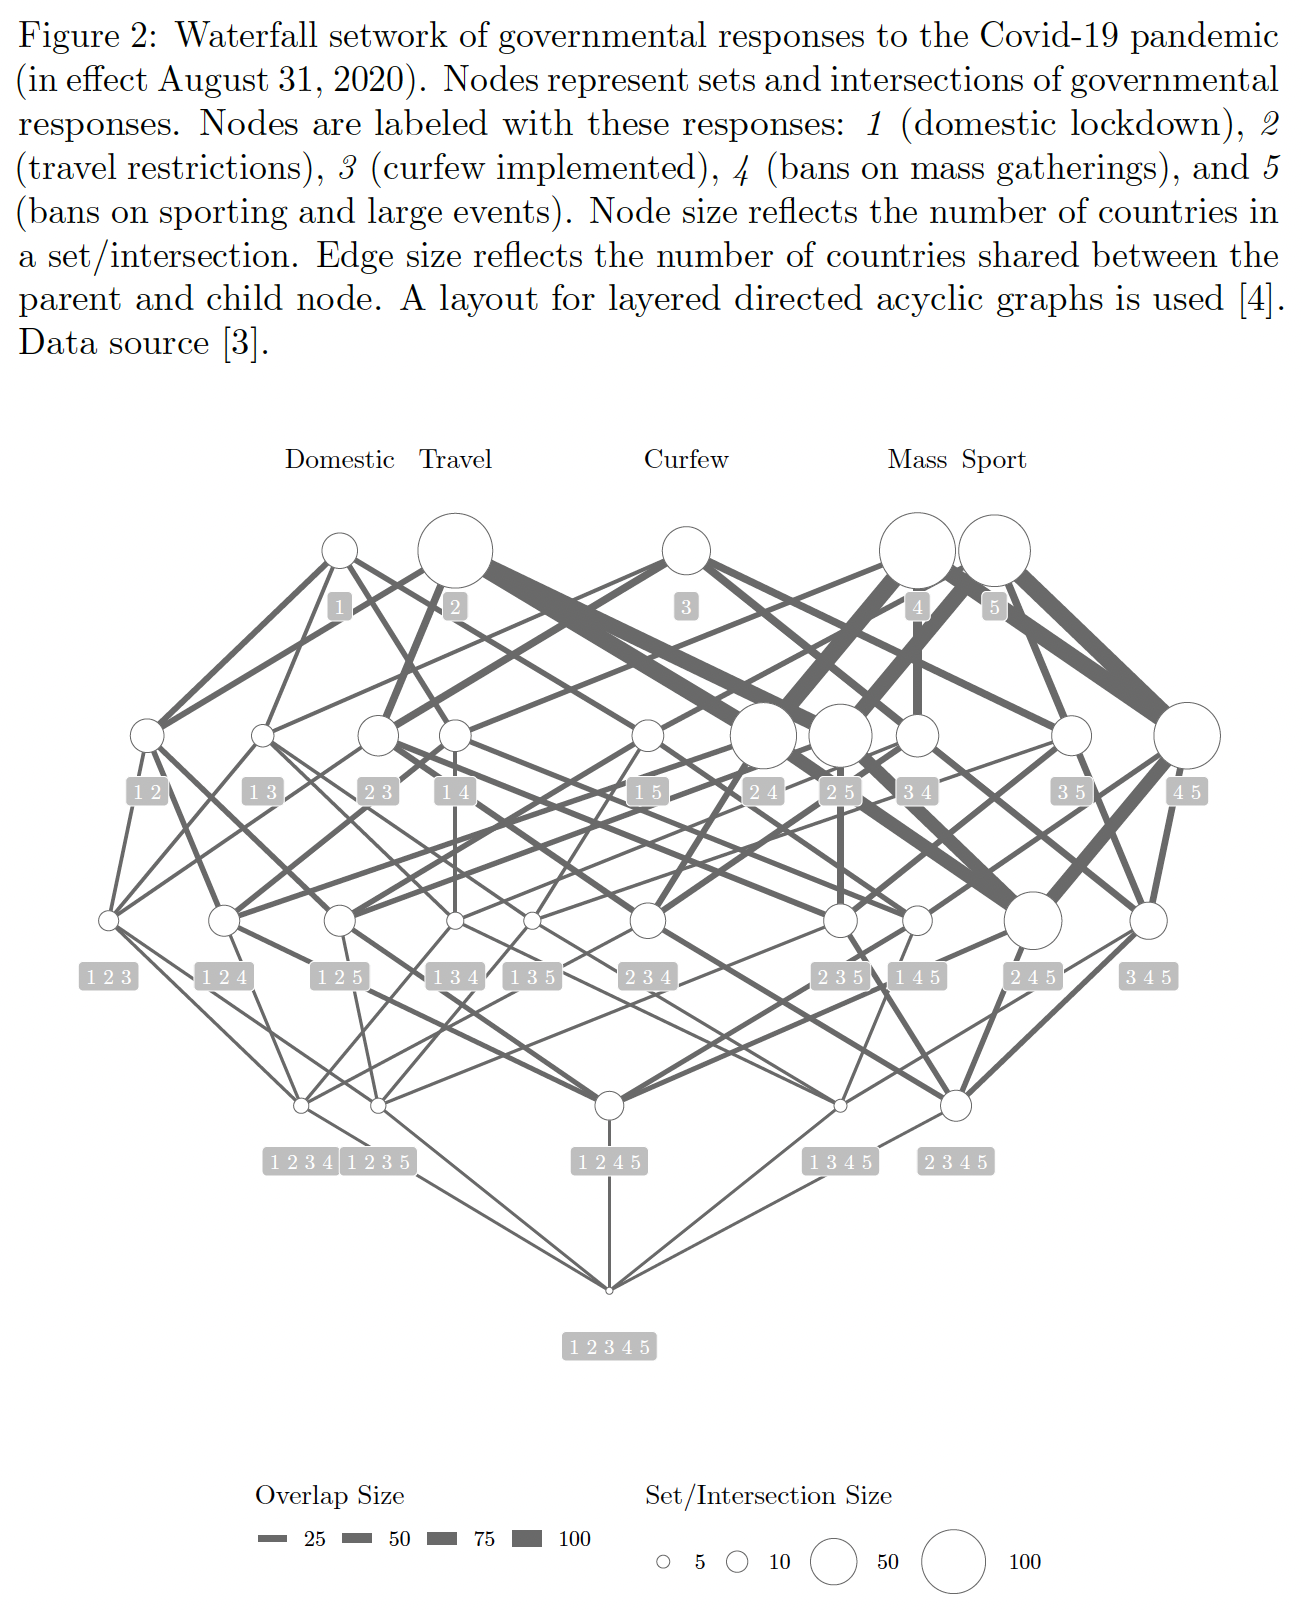 Figure 2: Waterfall setwork of governmental responses to the Covid-19 pandemic
(in effect August 31, 2020). Nodes represent sets and intersections of governmental
responses. Nodes are labeled with these responses: 1 (domestic lockdown), 2
(travel restrictions), 3 (curfew implemented), 4 (bans on mass gatherings), and 5
(bans on sporting and large events). Node size reflects the number of countries in
a set/intersection. Edge size reflects the number of countries shared between the
parent and child node. A layout for layered directed acyclic graphs is used [4].
Data source [3].
Domestic Travel Curfew Mass Sport
1 2 3 4 5
1 2 1 3 2 3 1 4 1 5 2 4 2 5 3 4 3 5 4 5
1 2 3 1 2 4 1 2 5 1 3 4 1 3 5 2 3 4 2 3 5 1 4 5 2 4 5 3 4 5
1 2 3 4 1 2 3 5 1 2 4 5 1 3 4 5 2 3 4 5
1 2 3 4 5
Overlap Size Set/Intersection Size
25 50 75 100
5 10 50 100